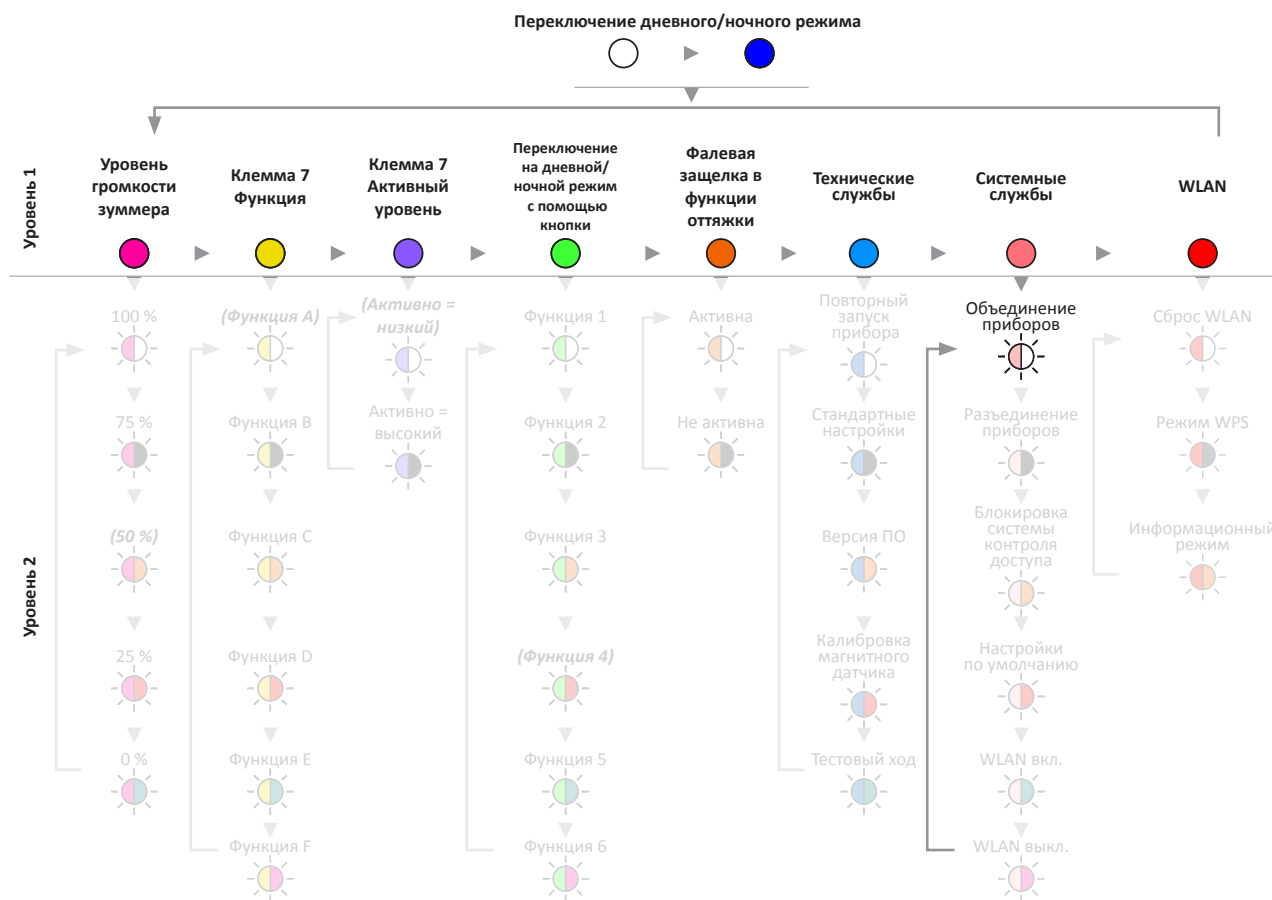 Переключение дневного/ночного режима
Уровень 1
Уровень
громкости
зуммера
Клемма 7
Функция
Клемма 7
Активный
уровень
Переключение
на дневной/
ночной режим
с помощью
кнопки
Фалевая
защелка в
функции
оттяжки
Технические
службы
Системные
службы
WLAN
Уровень 2
100 %
75 %
(50 %)
25 %
0 %
(Функция A)
Функция B
Функция C
Функция D
Функция E
Функция F
(Активно =
низкий)
Активно =
высокий
Функция 1
Функция 2
Функция 3
(Функция 4)
Функция 5
Функция 6
Активна
Не активна
Повторный
запуск
прибора
Стандартные
настройки
Версия ПО
Калибровка
магнитного
датчика
Тестовый ход
Объединение
приборов
Разъединение
приборов
Блокировка
системы
контроля
доступа
Настройки
по умолчанию
WLAN вкл.
WLAN выкл.
Сброс WLAN
Режим WPS
Информационный
режим